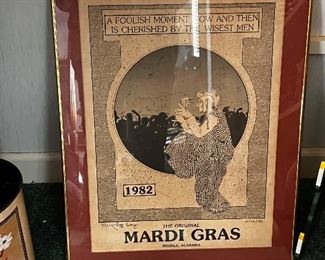 A FOOLISH MOMENT NOW AND THEN
IS CHERISHED BY THE WISEST MEN
1982
THE ORIGINAL
MARDI GRAS
MOBILE, ALABAMA